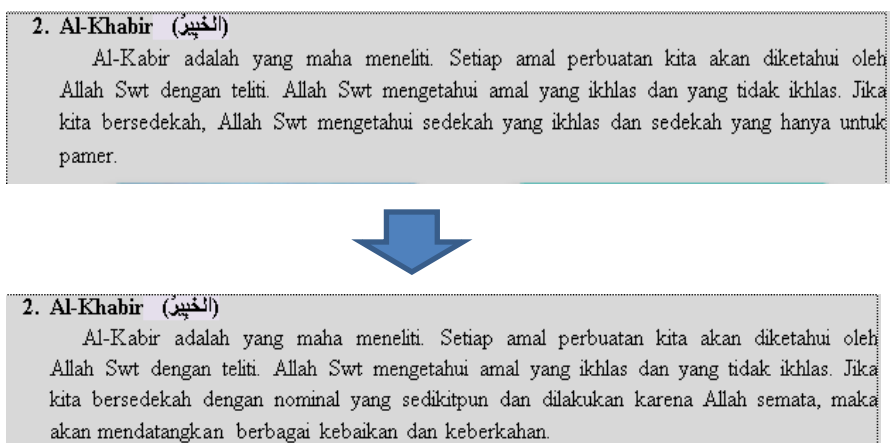 2. Al-Khabir (الْخَبِيْرُ)
Al-Kabir adalah yang maha meneliti. Setiap amal perbuatan kita akan diketahui oleh
Allah Swt dengan teliti. Allah Swt mengetahui amal yang ikhlas dan yang tidak ikhlas. Jika
kita bersedekah, Allah Swt mengetahui sedekah yang ikhlas dan sedekah yang hanya untuk
pamer.
2. Al-Khabir (الْخَبِيْرُ)
Al-Kabir adalah yang maha meneliti. Setiap amal perbuatan kita akan diketahui oleh
Allah Swt dengan teliti. Allah Swt mengetahui amal yang ikhlas dan yang tidak ikhlas. Jika
kita bersedekah dengan nominal yang sedikitpun dan dilakukan karena Allah semata, maka
akan mendatangkan berbagai kebaikan dan keberkahan.